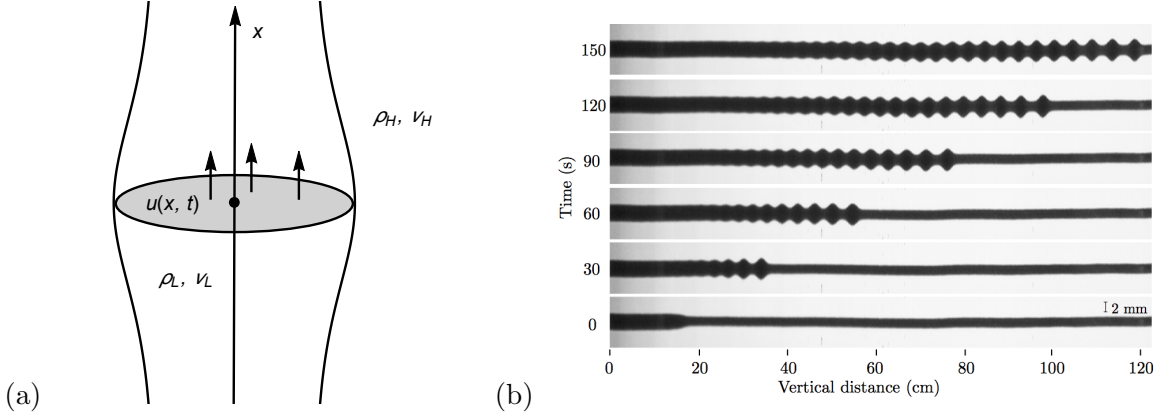 x
ρH, νH
u(x, t)
ρL, νL
(a)
150
120
90
60
30
0
Time (s)
2 mm
0 20 40 60 80 100 120
Vertical distance (cm)
(b)